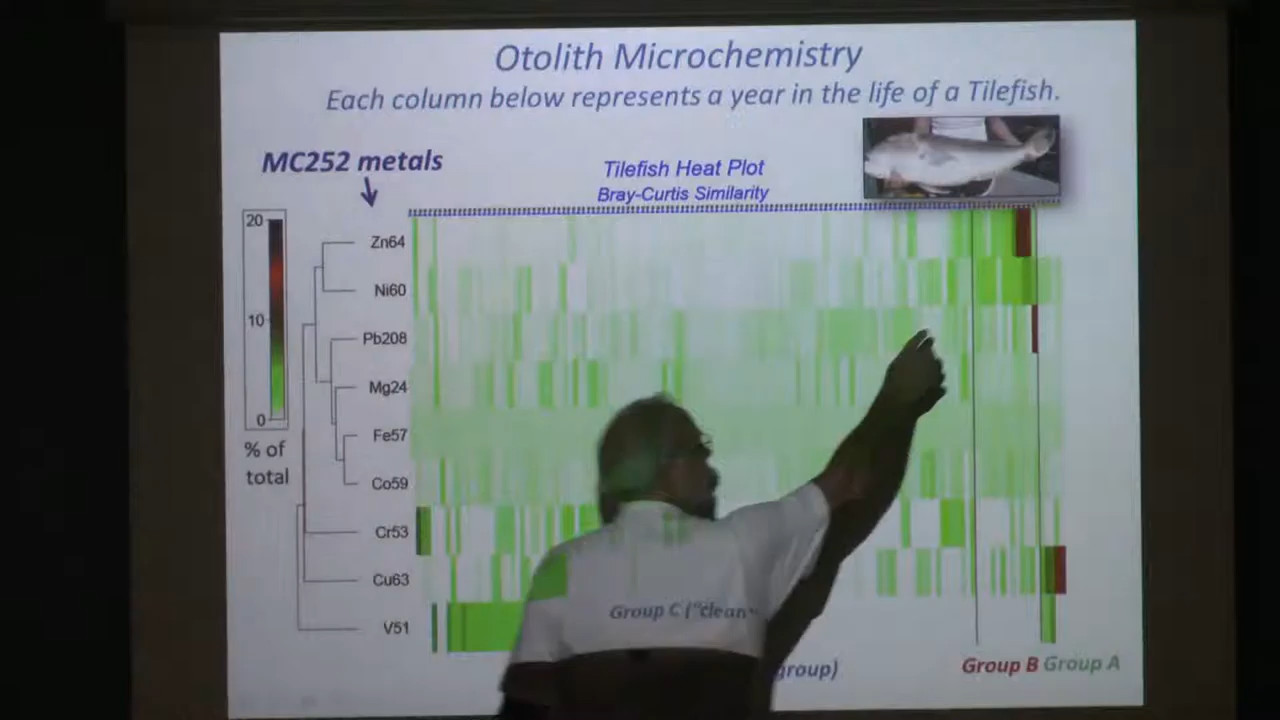 Otolith Microchemistry
Each column below represents a year in the life of a Tilefish.
MC252 metals
Tilefish Heat Plot
Bray-Curtis Similarity
20
10
0
% of
total
Zn64
Ni60
Pb208
Mg24
Fe57
Co59
Cr53
Cu63
V51
Group C ("clean"
group)
Group B Group A